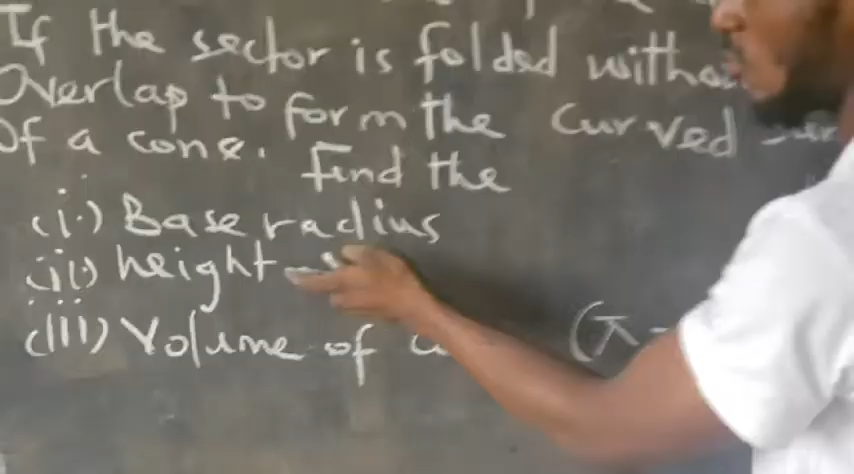 If the sector is folded
Overlap to form the curved
Of a cone. Find the
(i.) Base radius
(ii) height
(iii) Volume of
(π